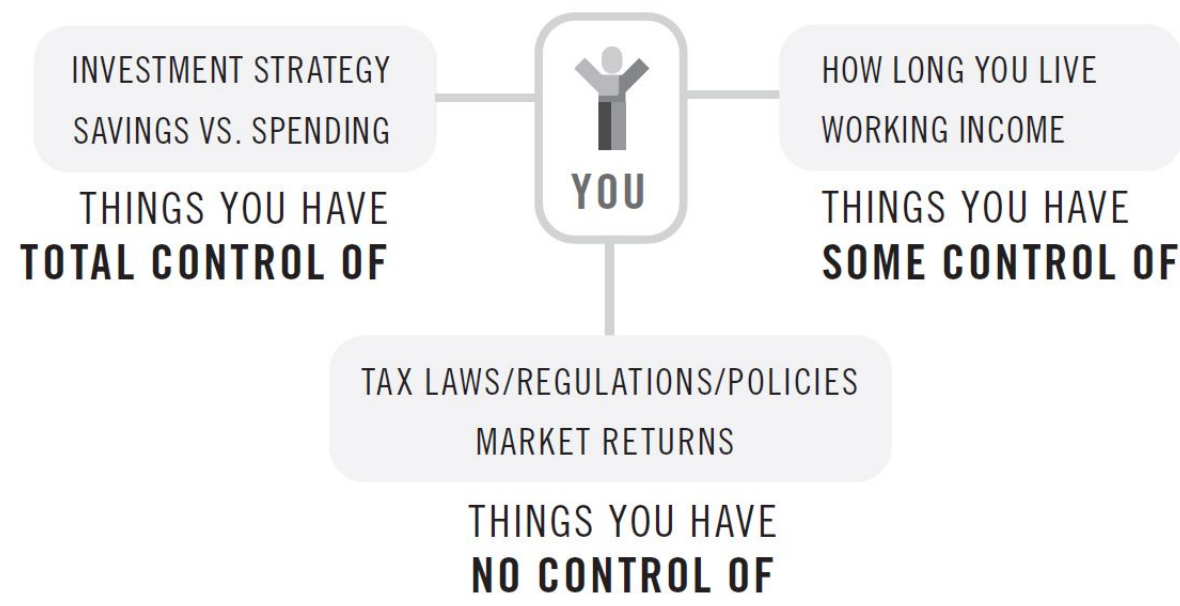 INVESTMENT STRATEGY
SAVINGS VS. SPENDING
THINGS YOU HAVE
TOTAL CONTROL OF
YOU
HOW LONG YOU LIVE
WORKING INCOME
THINGS YOU HAVE
SOME CONTROL OF
TAX LAWS/REGULATIONS/POLICIES
MARKET RETURNS
THINGS YOU HAVE
NO CONTROL OF